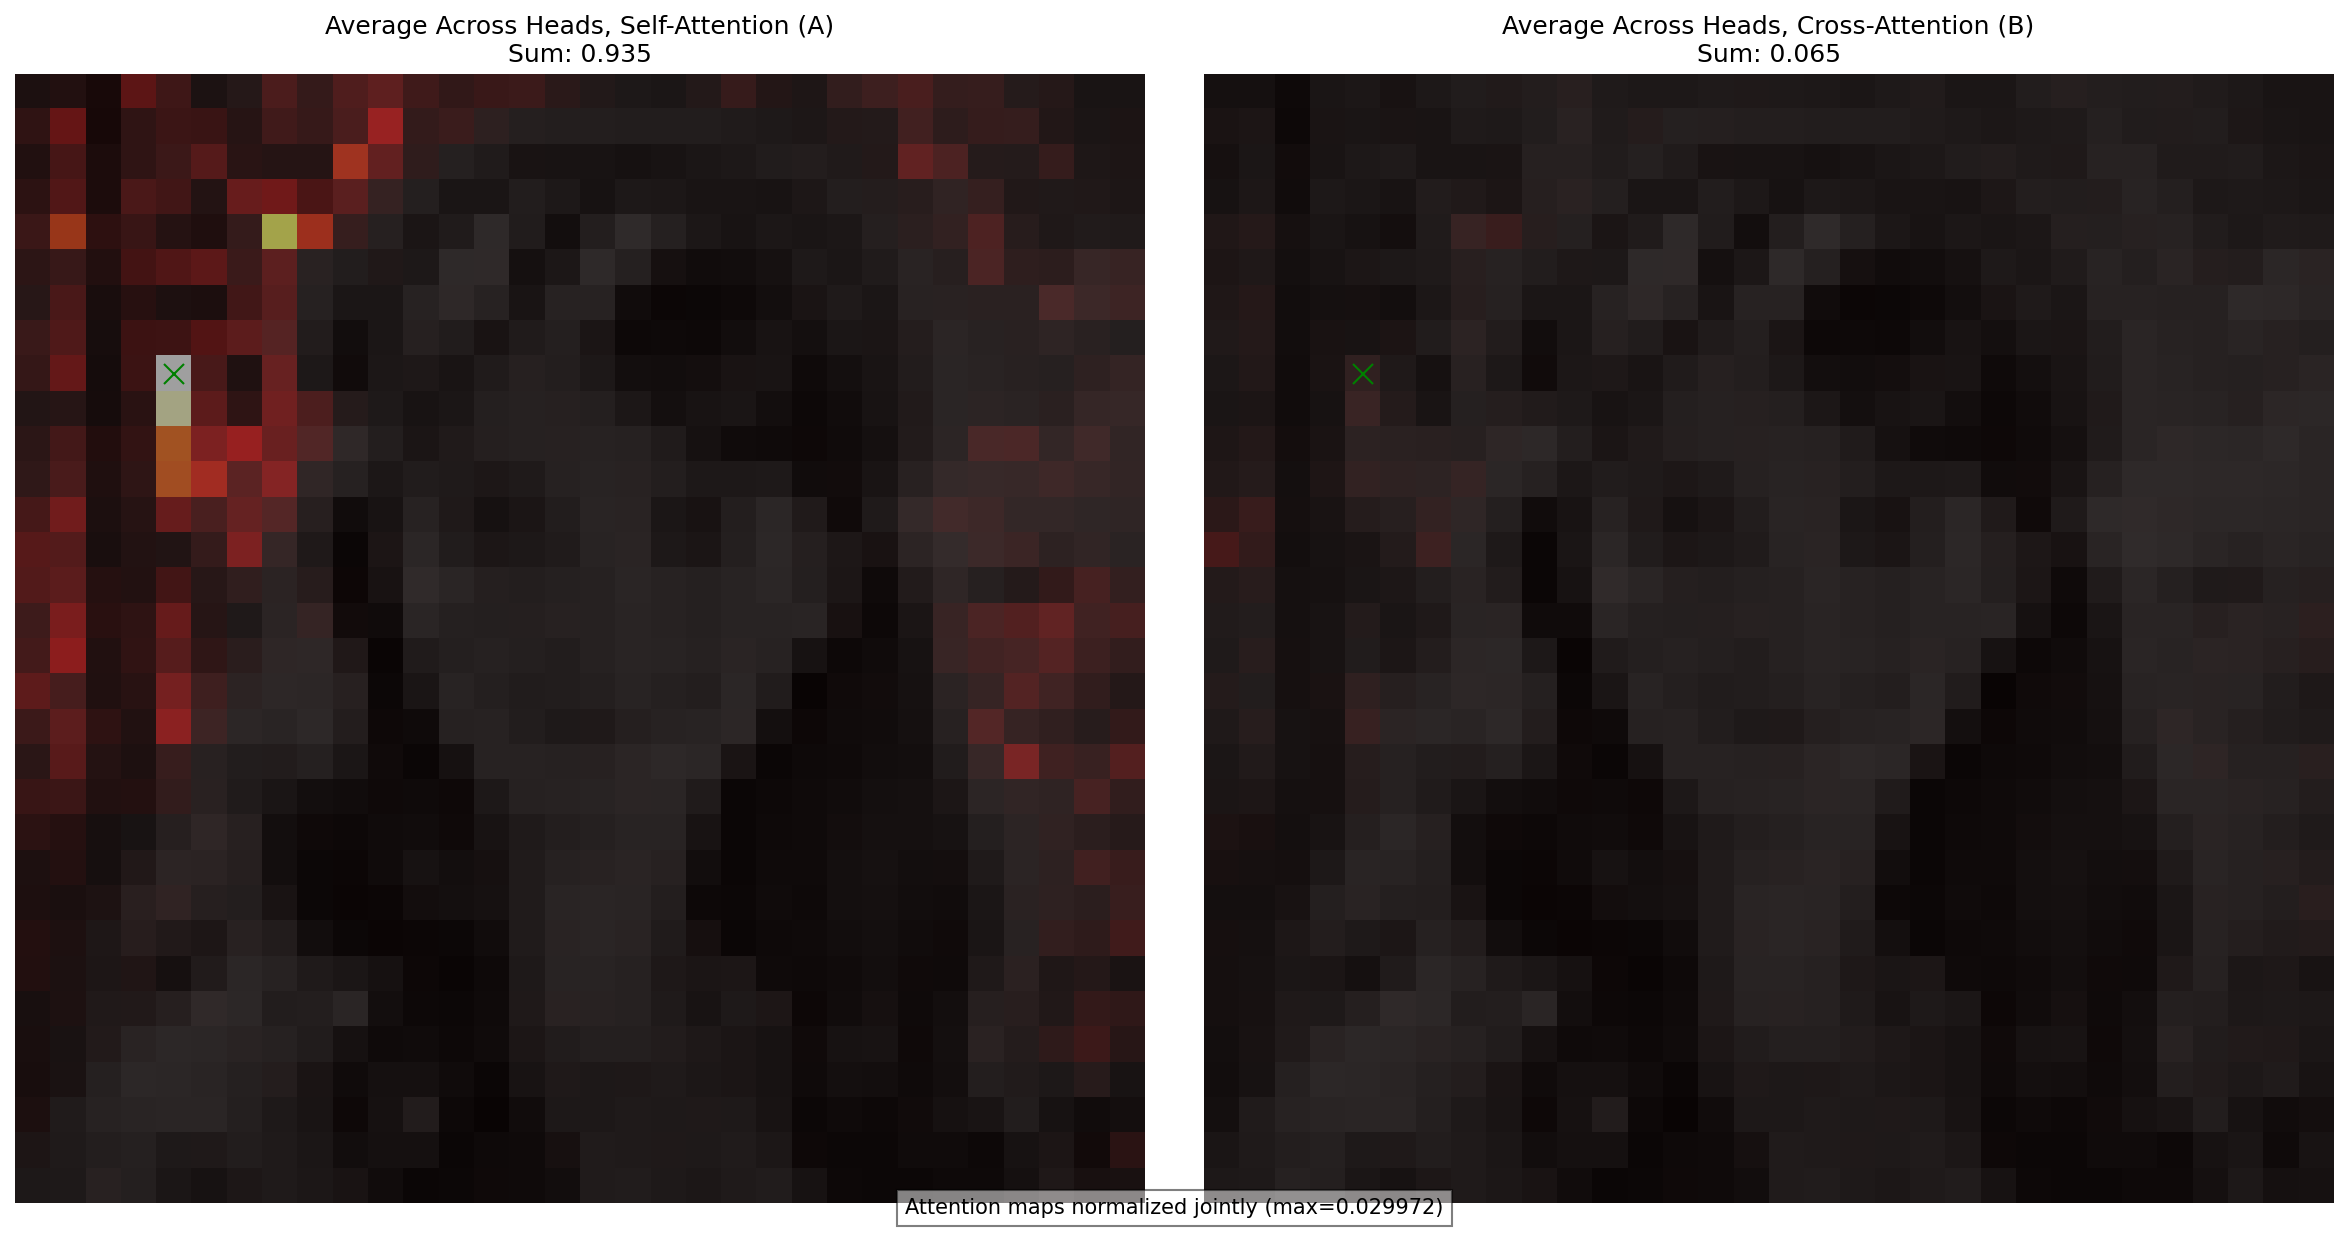 Average Across Heads, Self-Attention (A)
Sum: 0.935
Average Across Heads, Cross-Attention (B)
Sum: 0.065
Attention maps normalized jointly (max=0.029972)